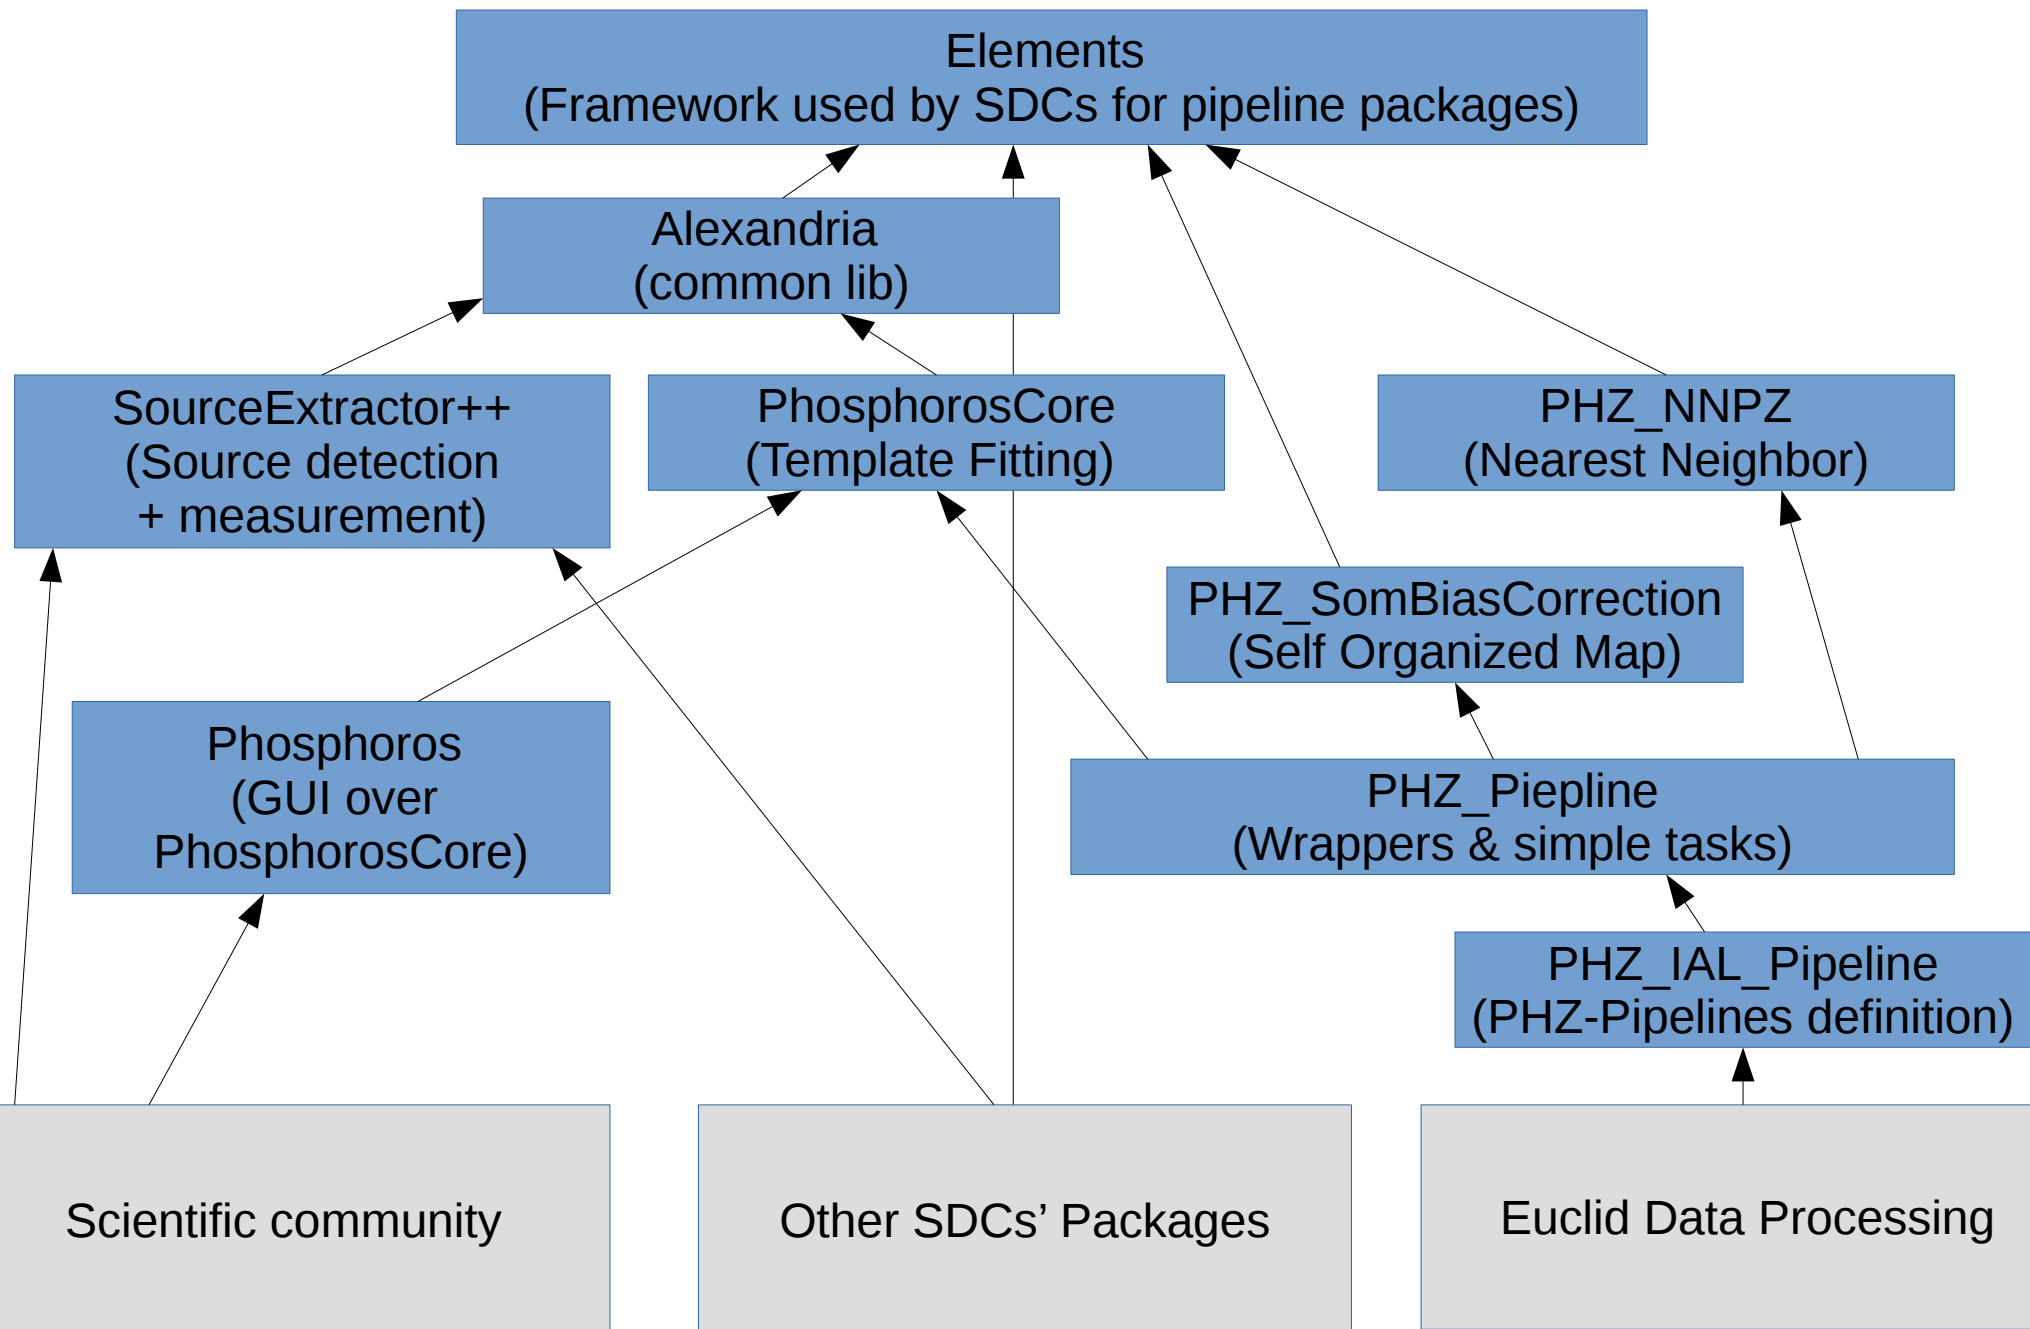 Elements
(Framework used by SDCs for pipeline packages)
Alexandria
(common lib)
SourceExtractor++
(Source detection
+ measurement)
PhosphorosCore
(Template Fitting)
PHZ_NNPZ
(Nearest Neighbor)
PHZ_SomBiasCorrection
(Self Organized Map)
Phosphoros
(GUI over
PhosphorosCore)
PHZ_Piepline
(Wrappers & simple tasks)
PHZ_IAL_Pipeline
(PHZ-Pipelines definition)
Scientific community
Other SDCs’ Packages
Euclid Data Processing